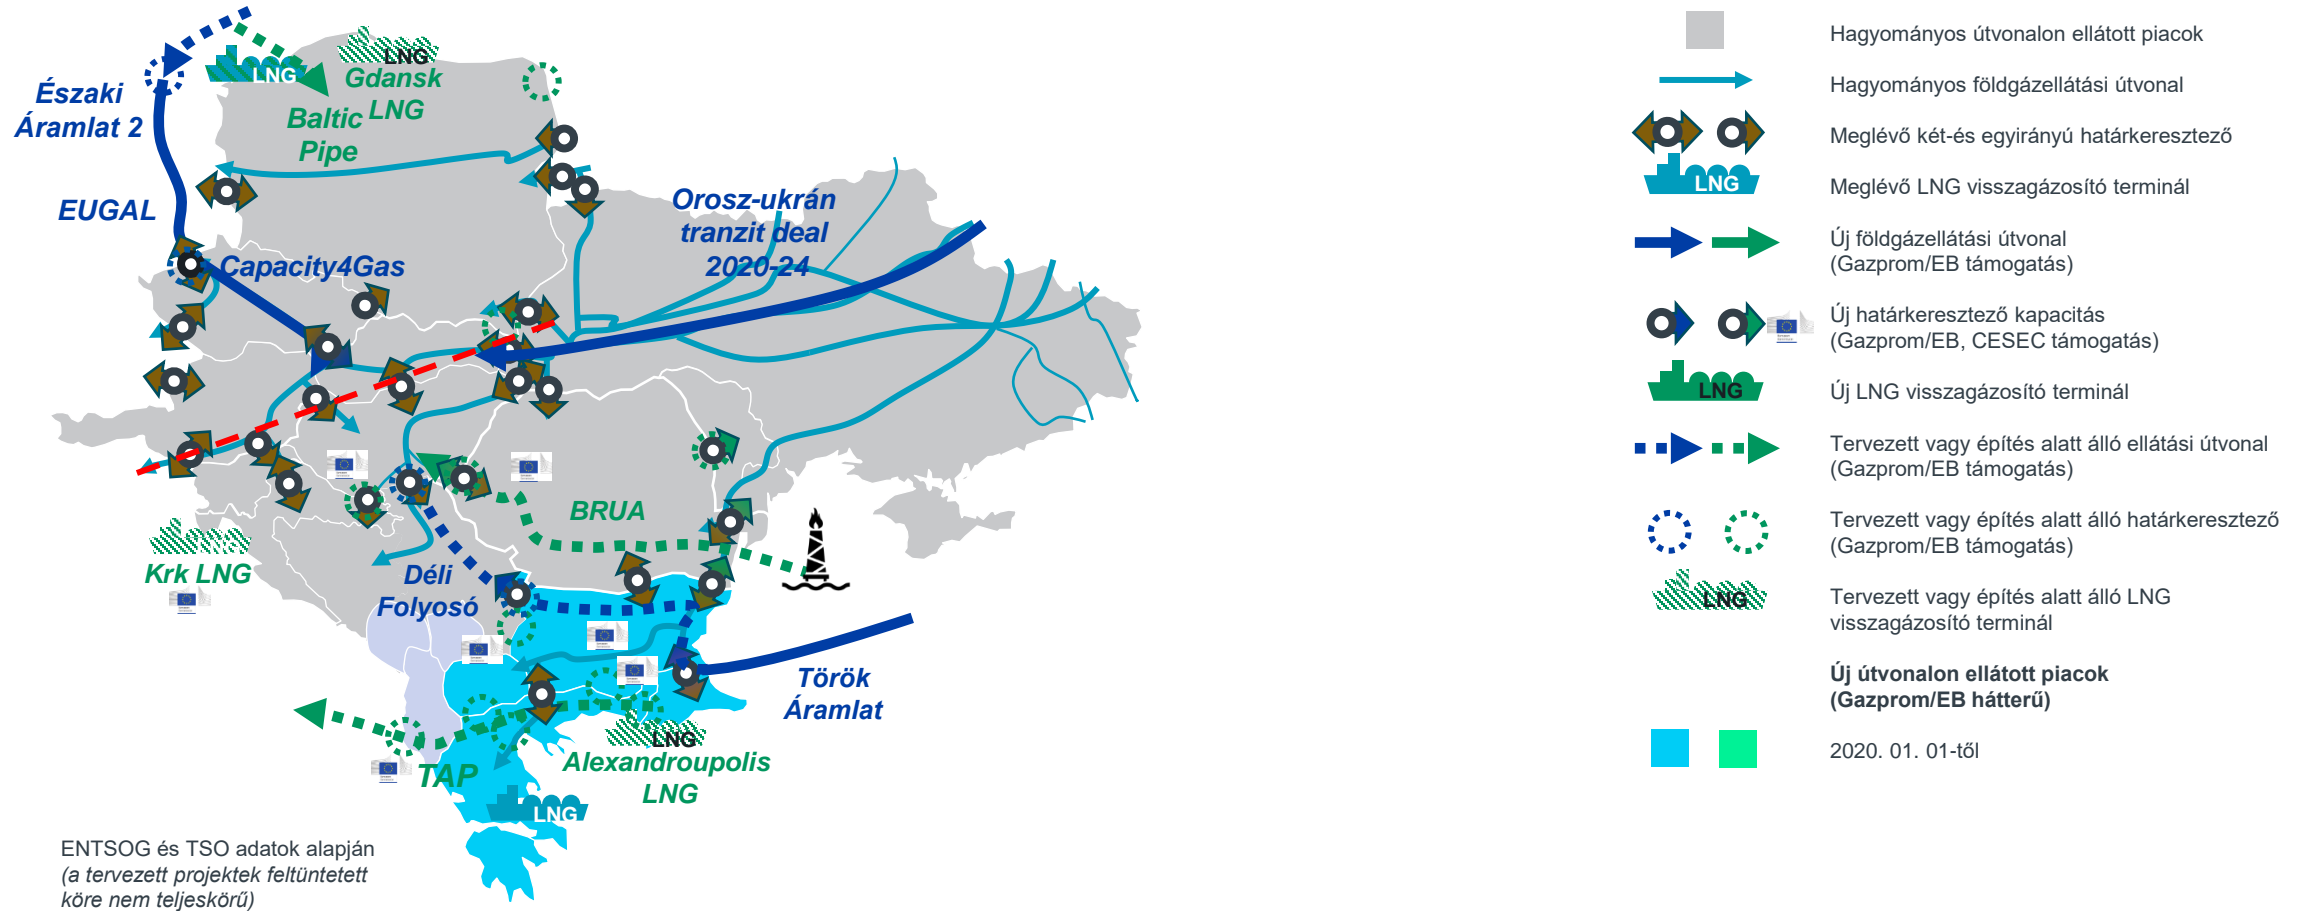 LNG
LNG
Gdansk
LNG
Északi
Áramlat 2
Baltic
Pipe
EUGAL
Orosz-ukrán
tranzit deal
2020-24
Capacity4Gas
BRUA
Krk LNG
Déli
Folyosó
Török
Áramlat
LNG
Alexandroupolis
LNG
TAP
LNG
ENTSOG és TSO adatok alapján
(a tervezett projektek feltüntetett
köre nem teljeskörű)
Hagyományos útvonalon ellátott piacok
Hagyományos földgázellátási útvonal
Meglévő két-és egyirányú határkeresztező
LNG
Meglévő LNG visszagázosító terminál
Új földgázellátási útvonal
(Gazprom/EB támogatás)
Új határkeresztező kapacitás
(Gazprom/EB, CESEC támogatás)
LNG
Új LNG visszagázosító terminál
Tervezett vagy építés alatt álló ellátási útvonal
(Gazprom/EB támogatás)
Tervezett vagy építés alatt álló határkeresztező
(Gazprom/EB támogatás)
LNG
Tervezett vagy építés alatt álló LNG
visszagázosító terminál
Új útvonalon ellátott piacok
(Gazprom/EB hátterű)
2020. 01. 01-től